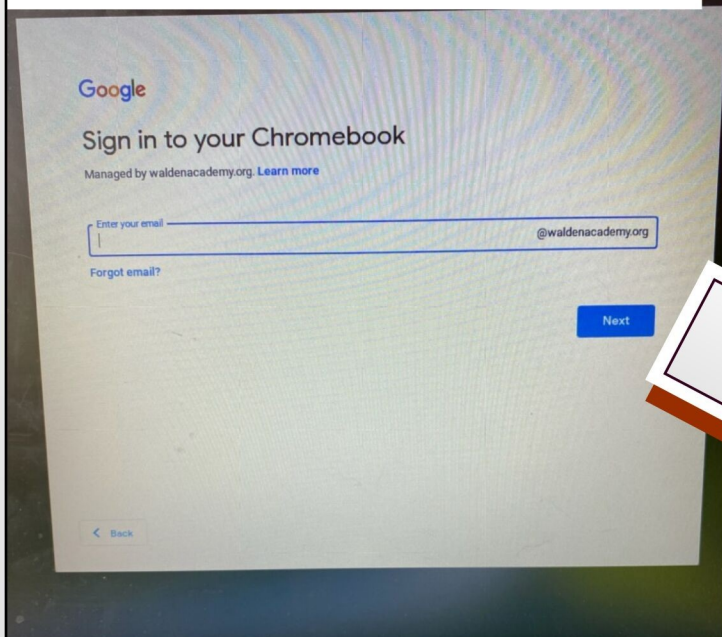 Google
Sign in to your Chromebook
Managed by waldenacademy.org. Learn more
Enter your email
@waldenacademy.org
Forgot email?
Next
Back